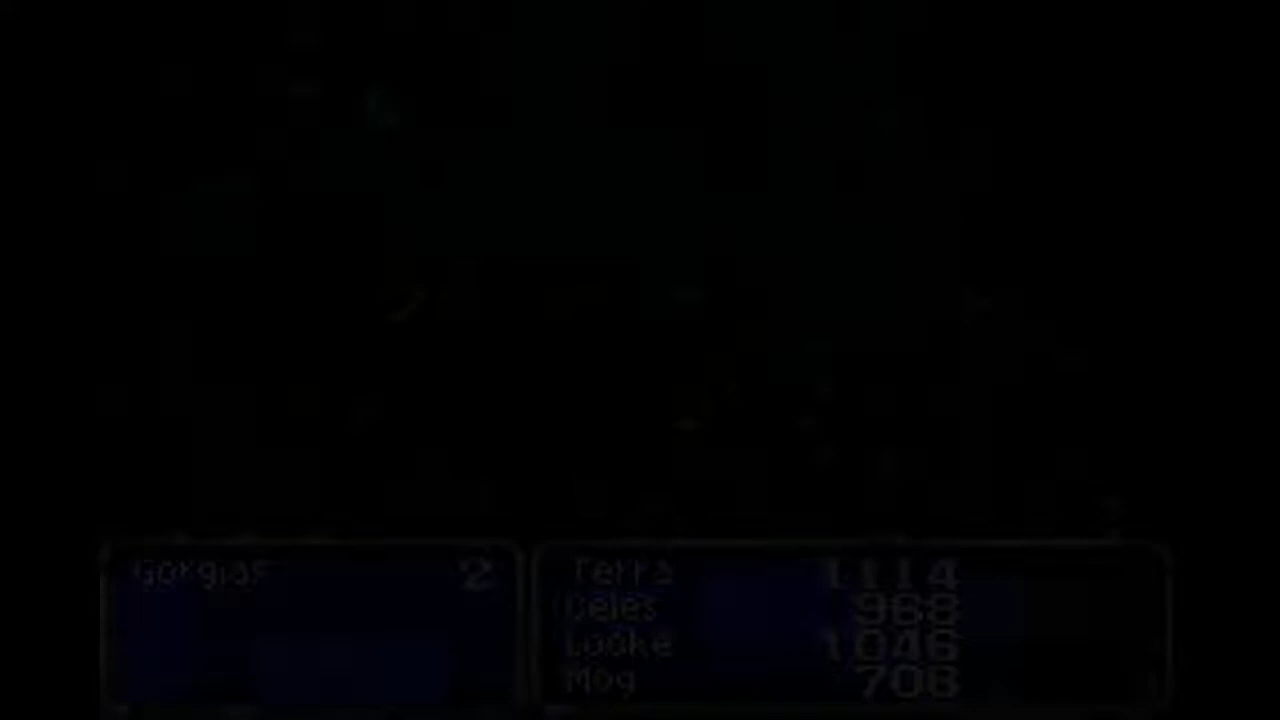 Gorgias 2
Terra 1114
Celes 988
Locke 1046
Mog 708